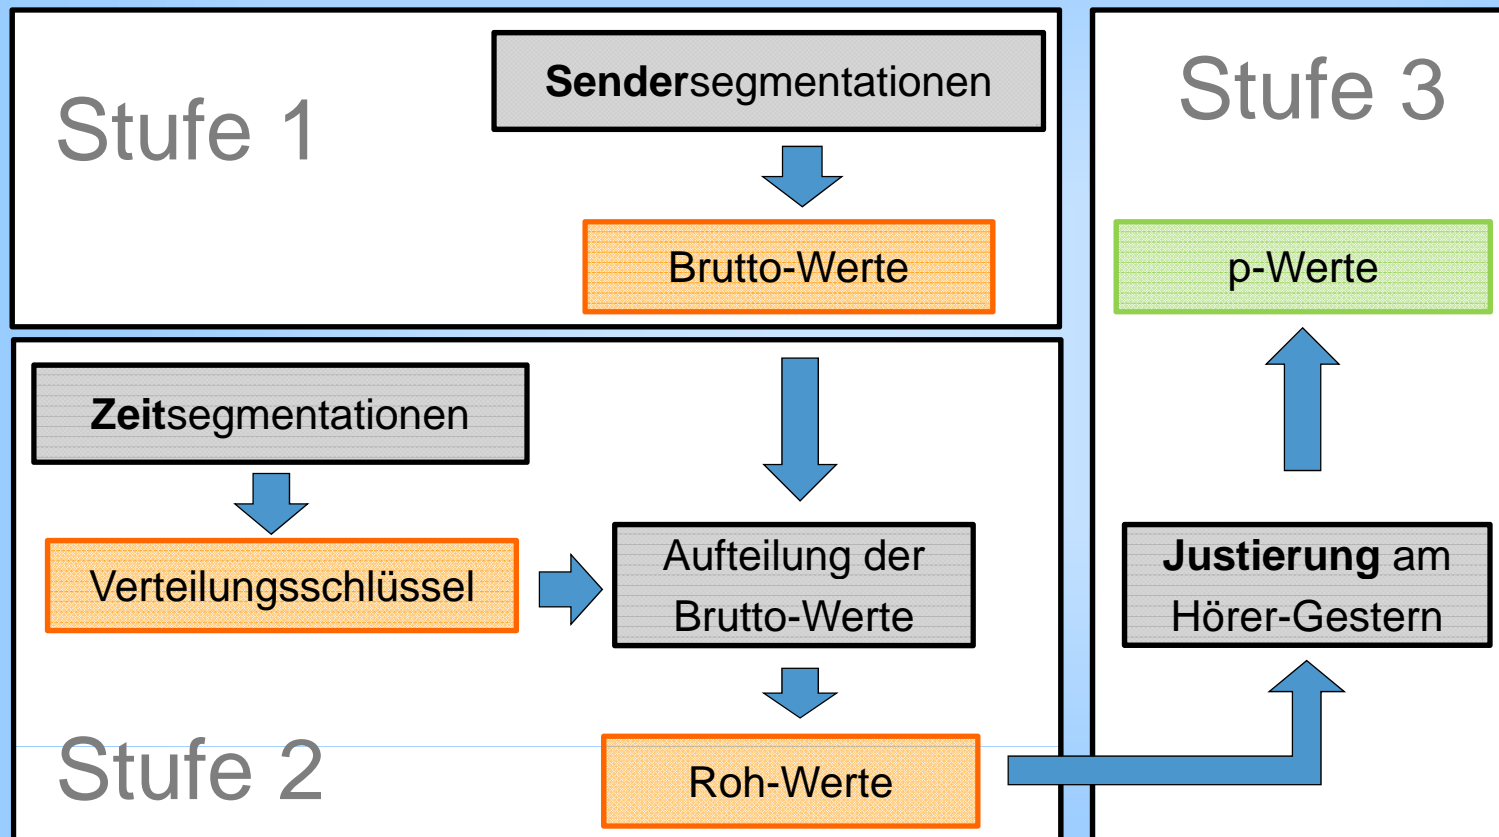 Stufe 1
Sendersegmentationen
Brutto-Werte
Zeitsegmentationen
Verteilungsschlüssel
Aufteilung der
Brutto-Werte
Stufe 2
Roh-Werte
Stufe 3
p-Werte
Justierung am
Hörer-Gestern